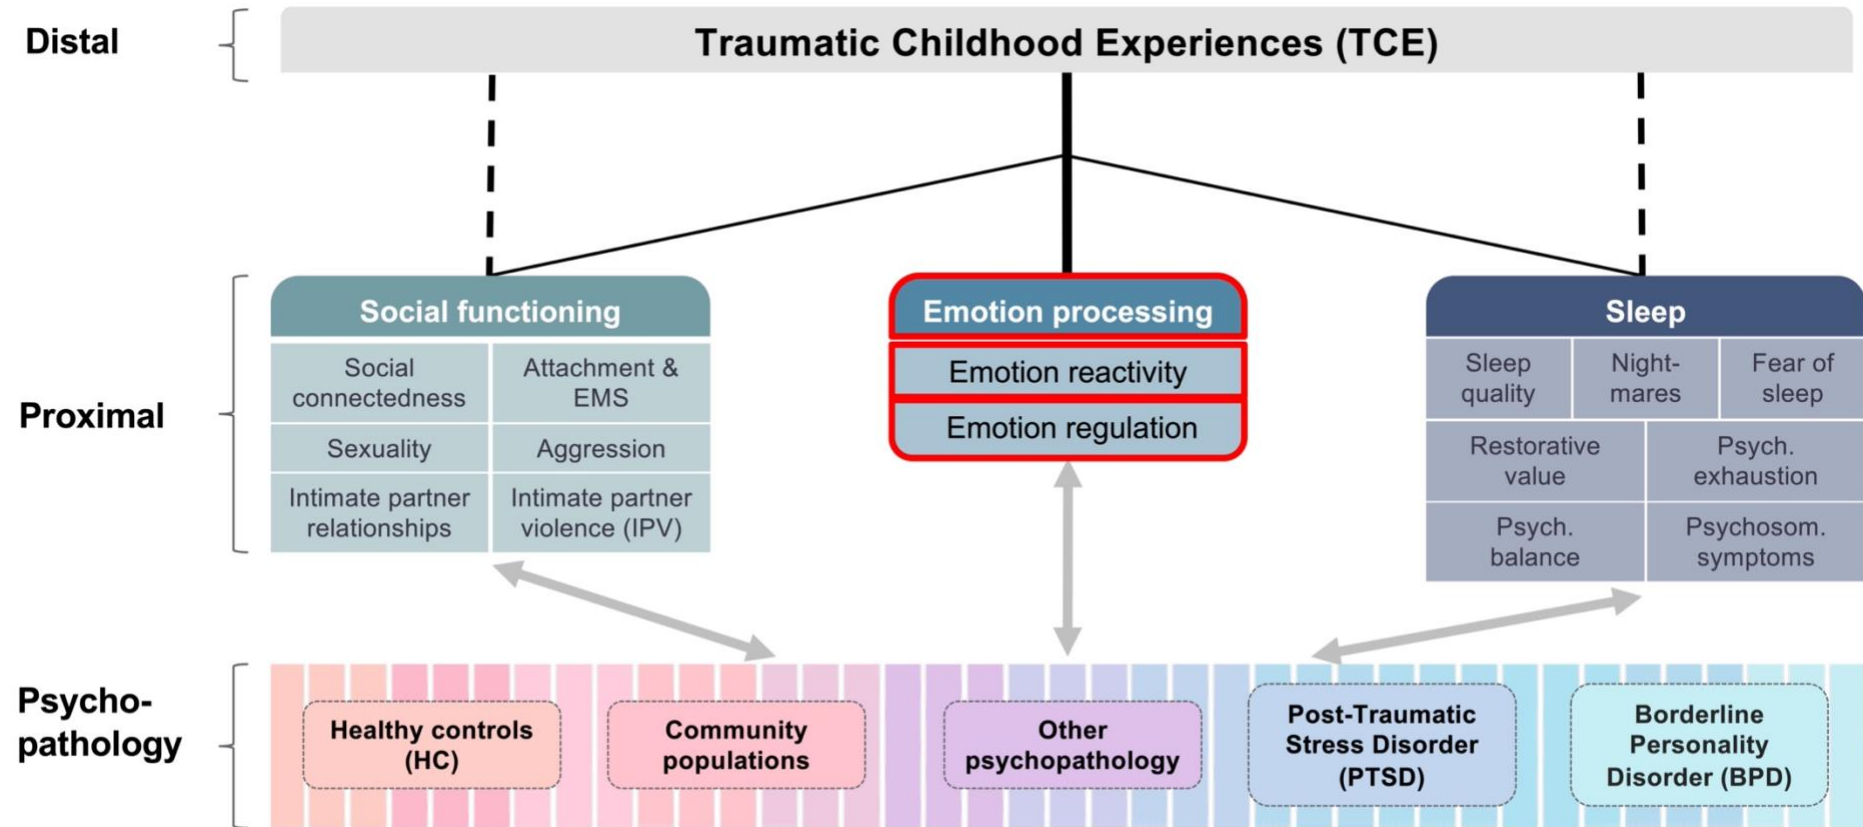 Distal
Traumatic Childhood Experiences (TCE)
Proximal
Social functioning
Social
connectedness
Attachment &
EMS
Sexuality
Aggression
Intimate partner
relationships
Intimate partner
violence (IPV)
Emotion processing
Emotion reactivity
Emotion regulation
Sleep
Sleep
quality
Night-
mares
Fear of
sleep
Restorative
value
Psych.
exhaustion
Psych.
balance
Psychosom.
symptoms
Psycho-
pathology
Healthy controls
(HC)
Community
populations
Other
psychopathology
Post-Traumatic
Stress Disorder
(PTSD)
Borderline
Personality
Disorder (BPD)